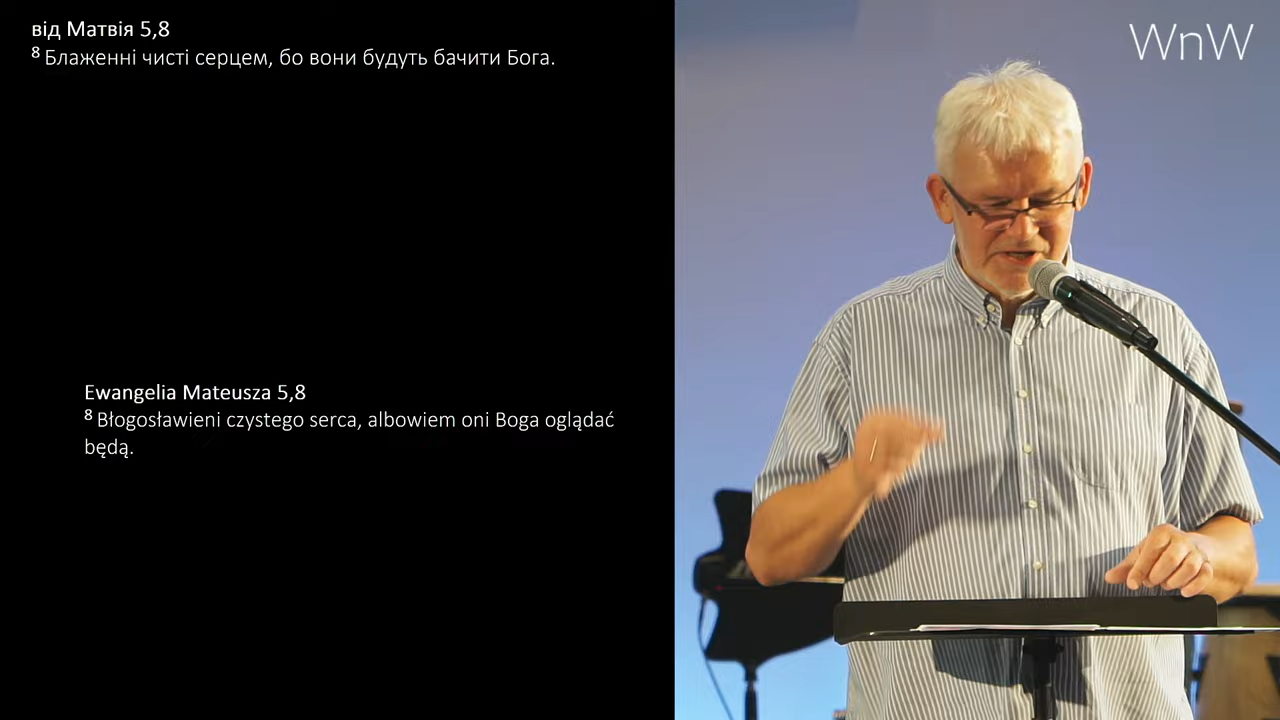 від Матвія 5,8
8 Блаженні чисті серцем, бо вони будуть бачити Бога.
WnW
Ewangelia Mateusza 5,8
8 Błogosławieni czystego serca, albowiem oni Boga oglądać
będą.